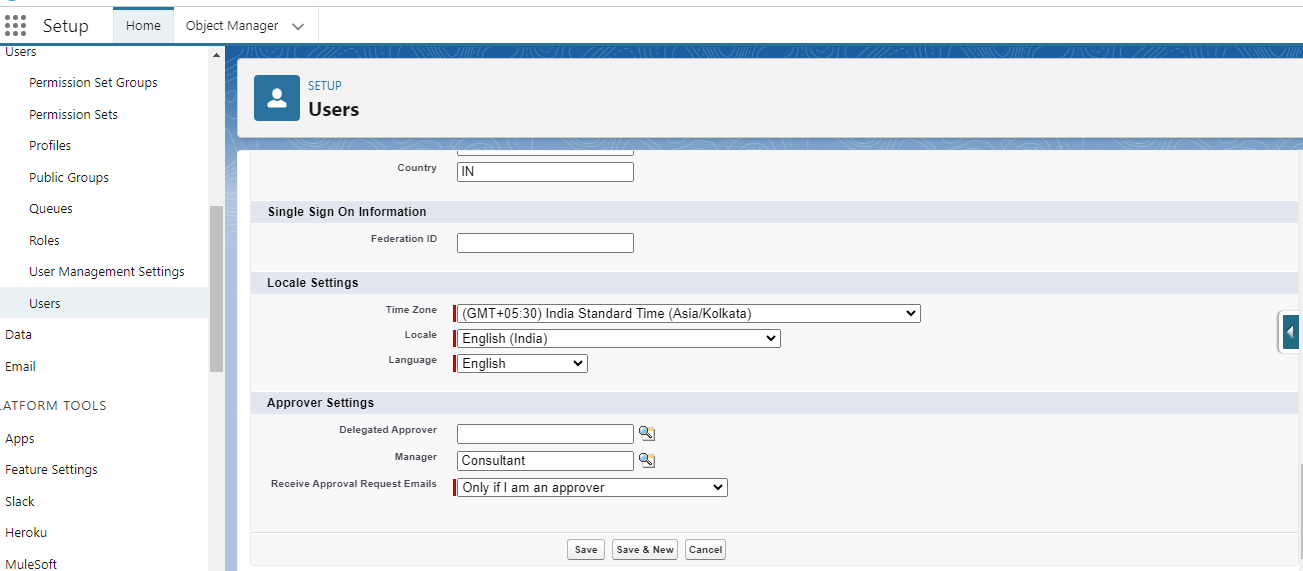 Setup Home Object Manager
Users
Permission Set Groups
Permission Sets
Profiles
Public Groups
Queues
Roles
User Management Settings
Users
Data
Email
ATFORM TOOLS
Apps
Feature Settings
Slack
Heroku
MuleSoft
SETUP
Users
Country IN
Single Sign On Information
Federation ID
Locale Settings
Time Zone (GMT+05:30) India Standard Time (Asia/Kolkata)
Locale English (India)
Language English
Approver Settings
Delegated Approver
Manager Consultant
Receive Approval Request Emails Only if I am an approver
Save Save & New Cancel